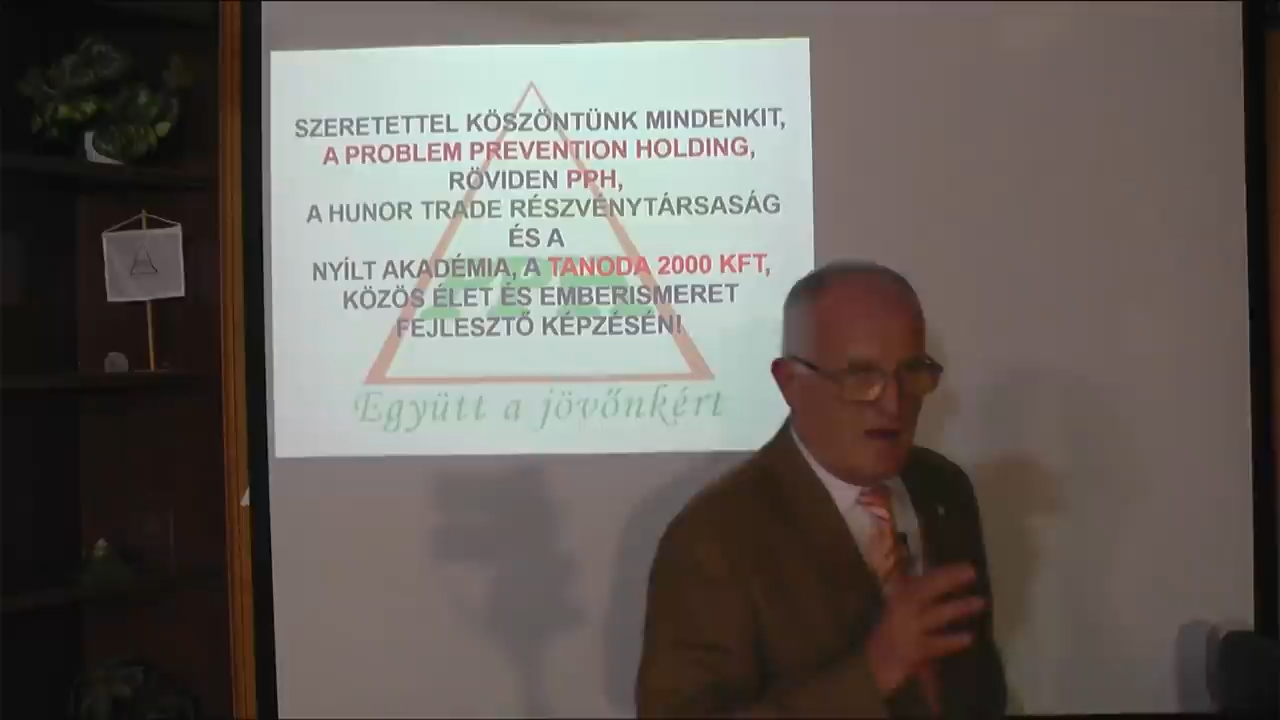 SZERETETTEL KÖSZÖNTÜNK MINDENKIT,
A PROBLEM PREVENTION HOLDING,
RÖVIDEN PPH,
A HUNOR TRADE RÉSZVÉNYTÁRSASÁG
ÉS A
NYÍLT AKADÉMIA, A TANODA 2000 KFT,
KÖZÖS ÉLET ÉS EMBERISMERET
FEJLESZTŐ KÉPZÉSÉN!
PPH
Együtt a jövőnkért